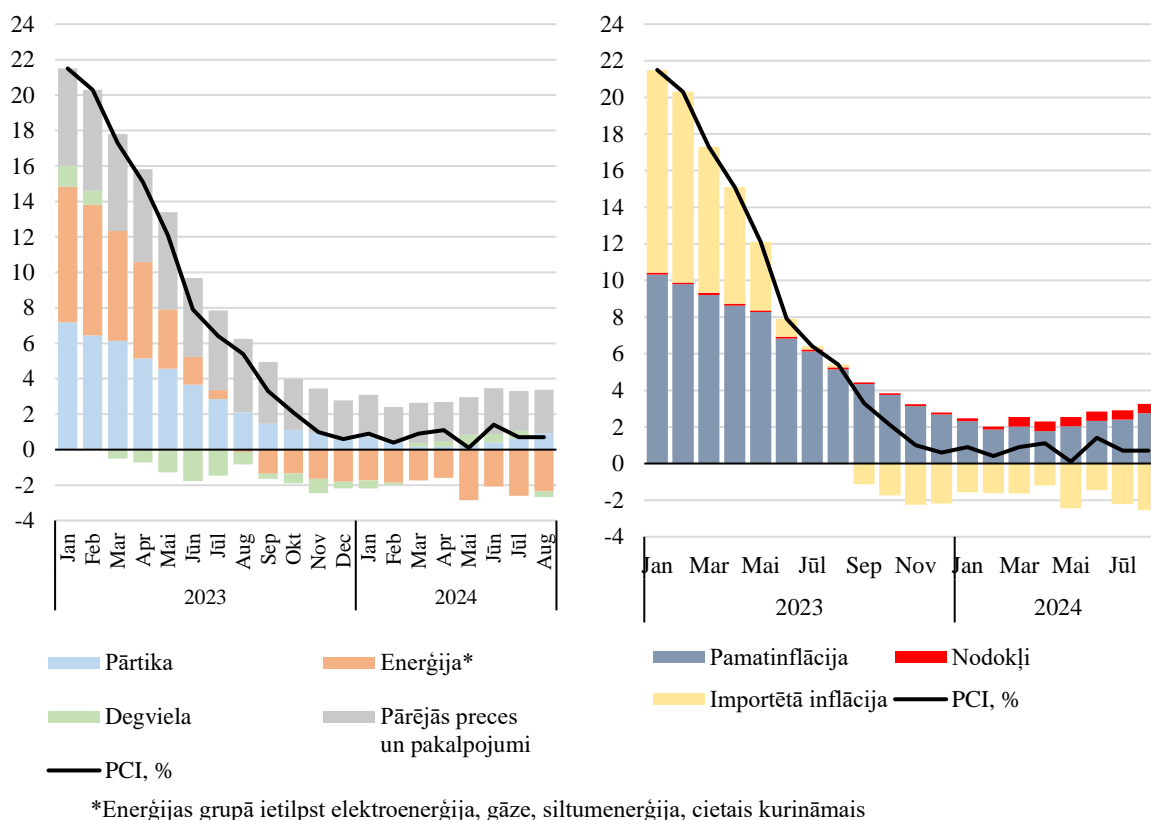 24
22
20
18
16
14
12
10
8
6
4
2
0
-2
-4
Jan
Feb
Mar
Apr
Mai
Jūn
Jūl
Aug
Sep
Okt
Nov
Dec
Jan
Feb
Mar
Apr
Mai
Jūn
Jūl
Aug
2023
2024
Pārtika
Enerģija*
Degviela
Pārējās preces
un pakalpojumi
PCI, %
24
22
20
18
16
14
12
10
8
6
4
2
0
-2
-4
Jan Mar Mai Jūl Sep Nov Jan Mar Mai Jūl
2023
2024
Pamatinflācija
Nodokļi
Importētā inflācija
PCI, %
*Enerģijas grupā ietilpst elektroenerģija, gāze, siltumenerģija, cietais kurināmais